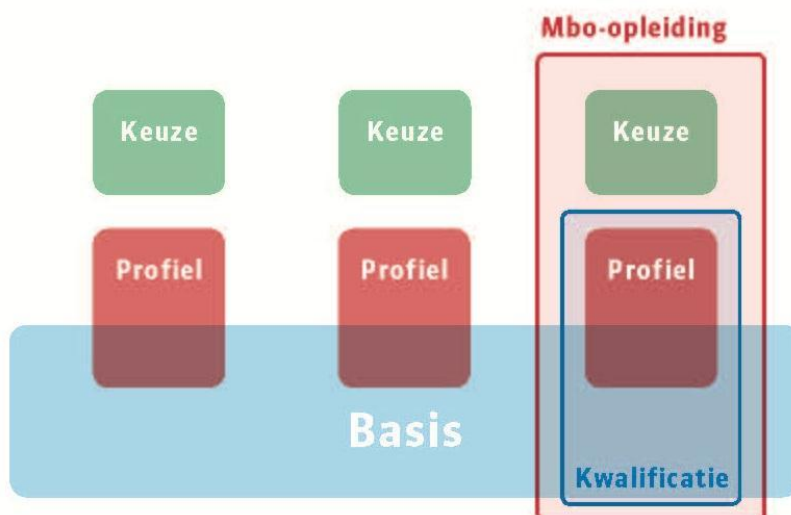 Mbo-opleiding
Keuze
Keuze
Keuze
Profiel
Profiel
Profiel
Basis
Kwalificatie